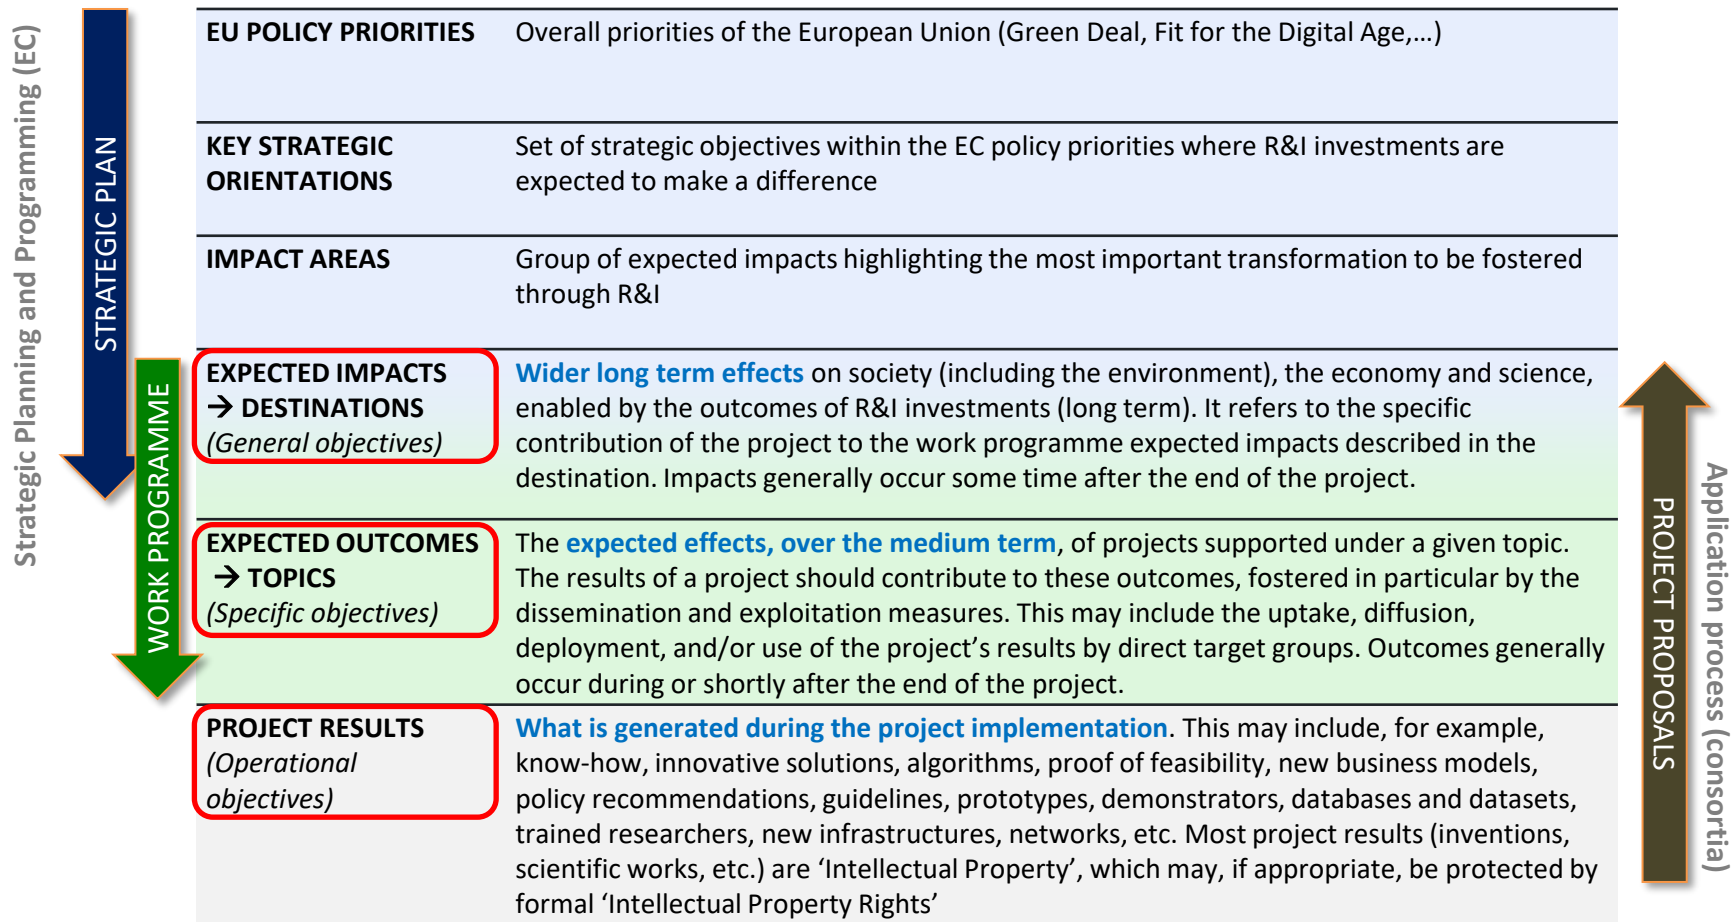 Strategic Planning and Programming (EC)
STRATEGIC PLAN
WORK PROGRAMME
EU POLICY PRIORITIES
Overall priorities of the European Union (Green Deal, Fit for the Digital Age,…)
KEY STRATEGIC
ORIENTATIONS
Set of strategic objectives within the EC policy priorities where R&I investments are
expected to make a difference
IMPACT AREAS
Group of expected impacts highlighting the most important transformation to be fostered
through R&I
EXPECTED IMPACTS
→ DESTINATIONS
(General objectives)
Wider long term effects on society (including the environment), the economy and science,
enabled by the outcomes of R&I investments (long term). It refers to the specific
contribution of the project to the work programme expected impacts described in the
destination. Impacts generally occur some time after the end of the project.
EXPECTED OUTCOMES
→ TOPICS
(Specific objectives)
The expected effects, over the medium term, of projects supported under a given topic.
The results of a project should contribute to these outcomes, fostered in particular by the
dissemination and exploitation measures. This may include the uptake, diffusion,
deployment, and/or use of the project’s results by direct target groups. Outcomes generally
occur during or shortly after the end of the project.
PROJECT RESULTS
(Operational
objectives)
What is generated during the project implementation. This may include, for example,
know-how, innovative solutions, algorithms, proof of feasibility, new business models,
policy recommendations, guidelines, prototypes, demonstrators, databases and datasets,
trained researchers, new infrastructures, networks, etc. Most project results (inventions,
scientific works, etc.) are ‘Intellectual Property’, which may, if appropriate, be protected by
formal ‘Intellectual Property Rights’
PROJECT PROPOSALS
Application process (consortia)